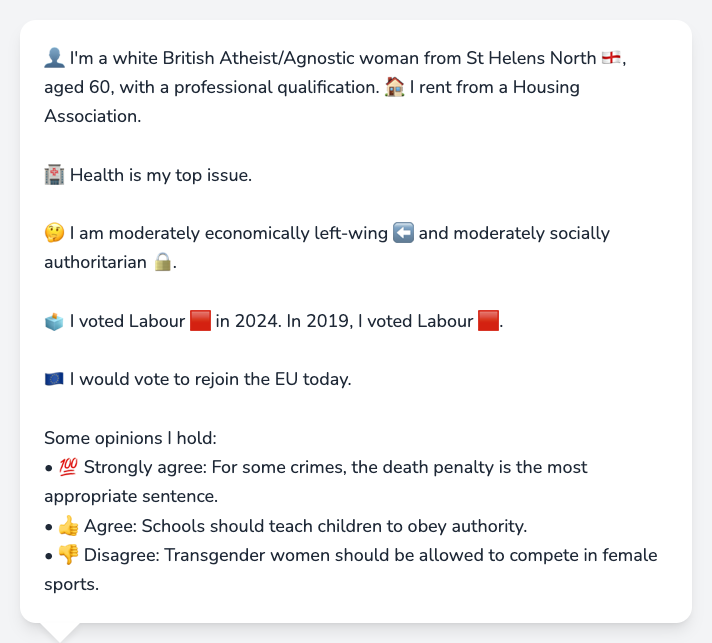 👤 I'm a white British Atheist/Agnostic woman from St Helens North 🏴󠁧󠁢󠁥󠁮󠁧󠁿,
aged 60, with a professional qualification. 🏠 I rent from a Housing
Association.
🏥 Health is my top issue.
🤔 I am moderately economically left-wing ⬅️ and moderately socially
authoritarian 🔒.
🗳️ I voted Labour 🟥 in 2024. In 2019, I voted Labour 🟥.
🇪🇺 I would vote to rejoin the EU today.
Some opinions I hold:
• 💯 Strongly agree: For some crimes, the death penalty is the most
appropriate sentence.
• 👍 Agree: Schools should teach children to obey authority.
• 👎 Disagree: Transgender women should be allowed to compete in female
sports.